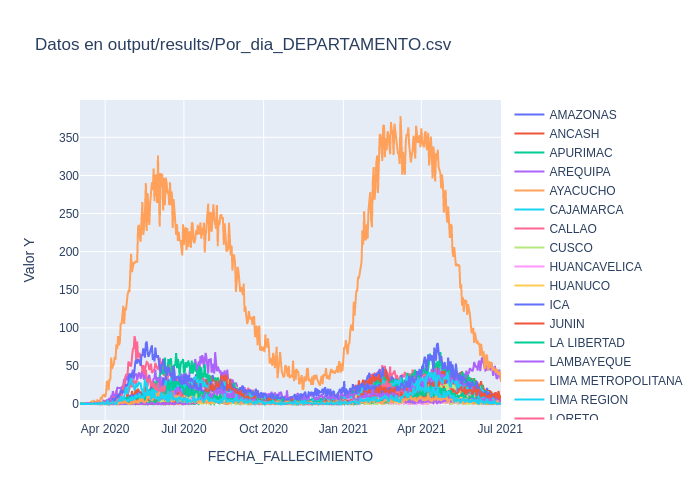 Datos en output/results/Por_dia_DEPARTAMENTO.csv
350
300
250
200
150
100
50
0
Valor Y
Apr 2020
Jul 2020
Oct 2020
Jan 2021
Apr 2021
Jul 2021
FECHA_FALLECIMIENTO
AMAZONAS
ANCASH
APURIMAC
AREQUIPA
AYACUCHO
CAJAMARCA
CALLAO
CUSCO
HUANCAVELICA
HUANUCO
ICA
JUNIN
LA LIBERTAD
LAMBAYEQUE
LIMA METROPOLITANA
LIMA REGION
LORETO